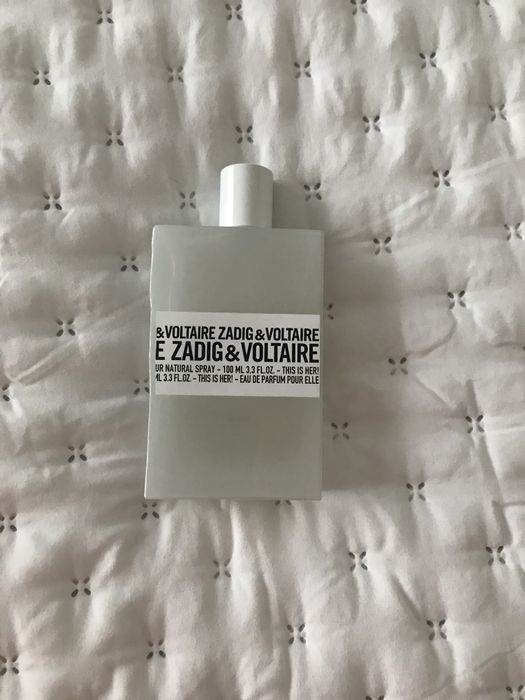 &VOLTAIRE ZADIG &VOLTAIRE
E ZADIG&VOLTAIRE
UR NATURAL SPRAY – 100 ML 3.3 FL.OZ. – THIS IS HER!
ML 3.3 FL.OZ. – THIS IS HER! – EAU DE PARFUM POUR ELLE